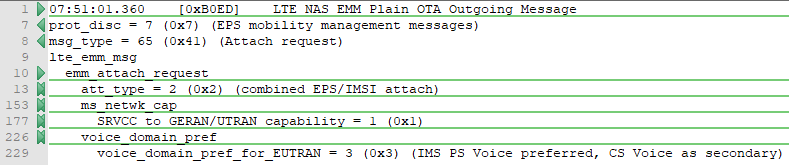 1 07:51:01.360 [0xB0ED] LTE NAS EMM Plain OTA Outgoing Message
7 prot_disc = 7 (0x7) (EPS mobility management messages)
8 msg_type = 65 (0x41) (Attach request)
9 lte_emm_msg
10 emm_attach_request
13 att_type = 2 (0x2) (combined EPS/IMSI attach)
153 ms_netwk_cap
177 SRVCC to GERAN/UTRAN capability = 1 (0x1)
226 voice_domain_pref
229 voice_domain_pref_for_EUTRAN = 3 (0x3) (IMS PS Voice preferred, CS Voice as secondary)